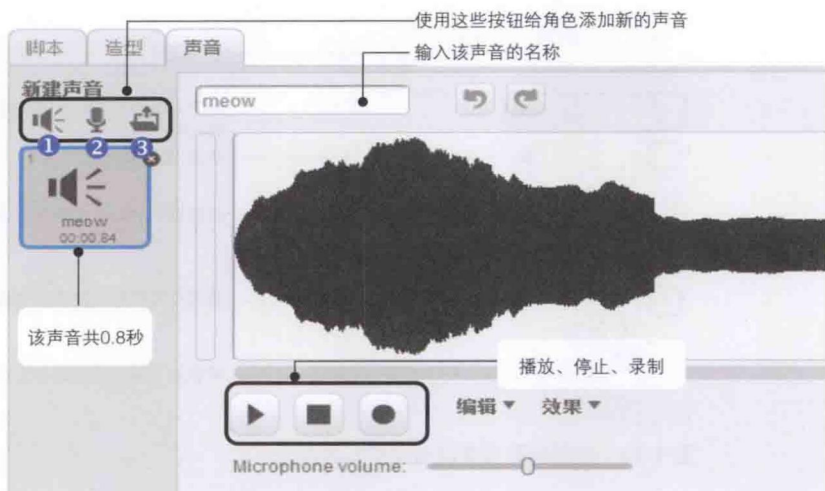 使用这些按钮给角色添加新的声音
脚本 造型 声音
输入该声音的名称
新建声音
meow
1 2 3
1
meow
00:00.84
该声音共0.8秒
播放、停止、录制
编辑 效果
Microphone volume: